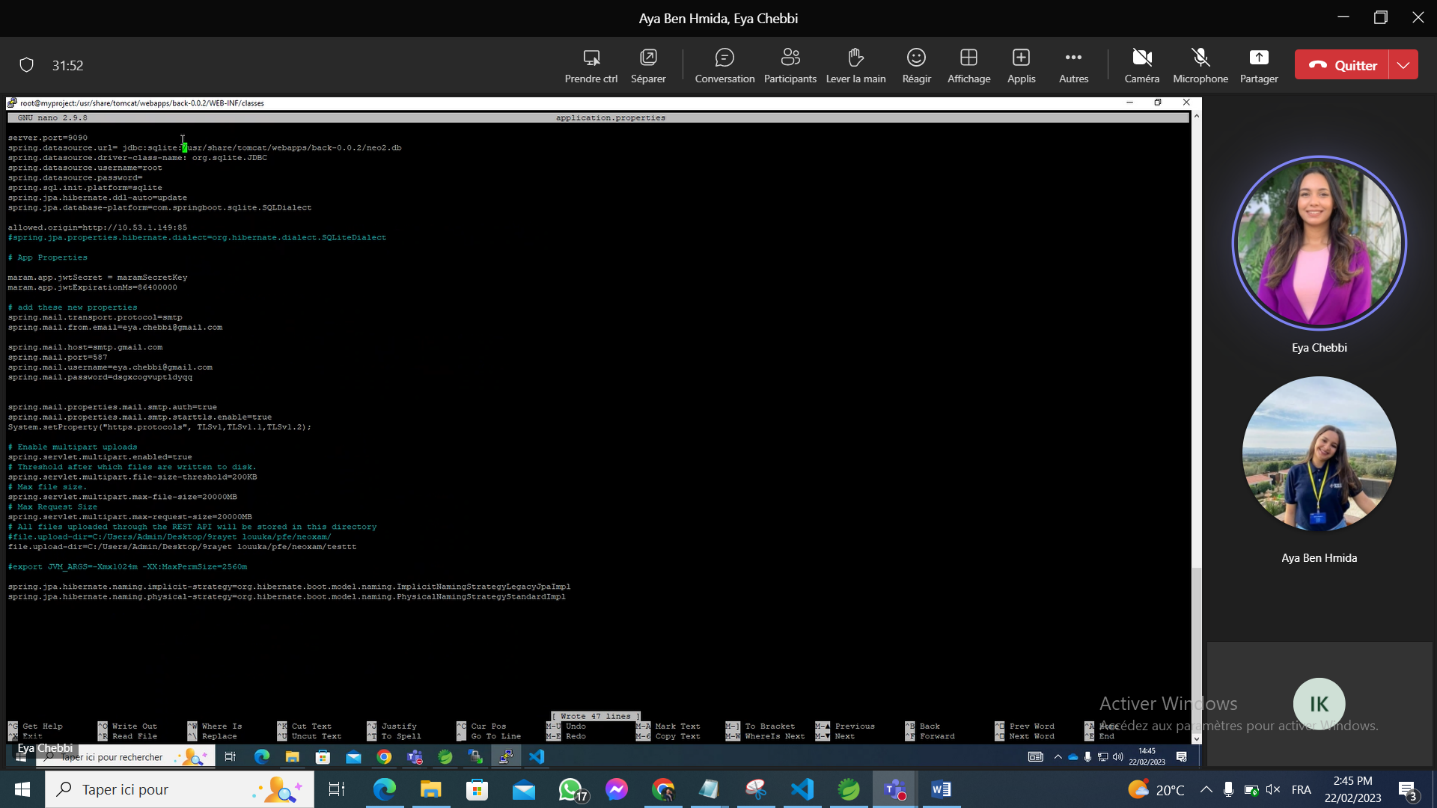 Aya Ben Hmida, Eya Chebbi
31:52
Prendre ctrl
Séparer
Conversation
Participants
Lever la main
Réagir
Affichage
Applis
Autres
Caméra
Microphone
Partager
Quitter
root@myproject:/usr/share/tomcat/webapps/back-0.0.2/WEB-INF/classes
GNU nano 2.9.8 application.properties
server.port=9090
spring.datasource.url= jdbc:sqlite:/usr/share/tomcat/webapps/back-0.0.2/neo2.db
spring.datasource.driver-class-name: org.sqlite.JDBC
spring.datasource.username=root
spring.datasource.password=
spring.sql.init.platform=sqlite
spring.jpa.hibernate.ddl-auto=update
spring.jpa.database-platform=com.springboot.sqlite.SQLDialect
allowed.origin=http://10.53.1.149:85
#spring.jpa.properties.hibernate.dialect=org.hibernate.dialect.SQLiteDialect
# App Properties
maram.app.jwtSecret = maramSecretKey
maram.app.jwtExpirationMs=86400000
# add these new properties
spring.mail.transport.protocol=smtp
spring.mail.from.email=eya.chebbi@gmail.com
spring.mail.host=smtp.gmail.com
spring.mail.port=587
spring.mail.username=eya.chebbi@gmail.com
spring.mail.password=dsgxcogvuptldyqq
spring.mail.properties.mail.smtp.auth=true
spring.mail.properties.mail.smtp.starttls.enable=true
System.setProperty("https.protocols", TLSv1,TLSv1.1,TLSv1.2);
# Enable multipart uploads
spring.servlet.multipart.enabled=true
# Threshold after which files are written to disk.
spring.servlet.multipart.file-size-threshold=200KB
# Max file size.
spring.servlet.multipart.max-file-size=20000MB
# Max Request Size
spring.servlet.multipart.max-request-size=20000MB
# All files uploaded through the REST API will be stored in this directory
#file.upload-dir=C:/Users/Admin/Desktop/9rayet louuka/pfe/neoxam/
file.upload-dir=C:/Users/Admin/Desktop/9rayet louuka/pfe/neoxam/testtt
#export JVM_ARGS=-Xmx1024m -XX:MaxPermSize=2560m
spring.jpa.hibernate.naming.implicit-strategy=org.hibernate.boot.model.naming.ImplicitNamingStrategyLegacyJpaImpl
spring.jpa.hibernate.naming.physical-strategy=org.hibernate.boot.model.naming.PhysicalNamingStrategyStandardImpl
[ Wrote 47 lines ]
^G Get Help ^O Write Out ^W Where Is ^K Cut Text ^J Justify ^C Cur Pos M-U Undo M-A Mark Text M-] To Bracket M-▲ Previous ^B Back ^◀ Prev Word
^X Exit ^R Read File ^\ Replace ^U Uncut Text ^T To Spell ^_ Go To Line M-E Redo M-6 Copy Text M-W WhereIs Next M-▼ Next ^F Forward ^▶ Next Word ^E End
Eya Chebbi
Taper ici pour rechercher
14:45
22/02/2023
Eya Chebbi
Aya Ben Hmida
IK
Activer Windows
Accédez aux paramètres pour activer Windows.
Taper ici pour
17
20°C
FRA
2:45 PM
22/02/2023
3